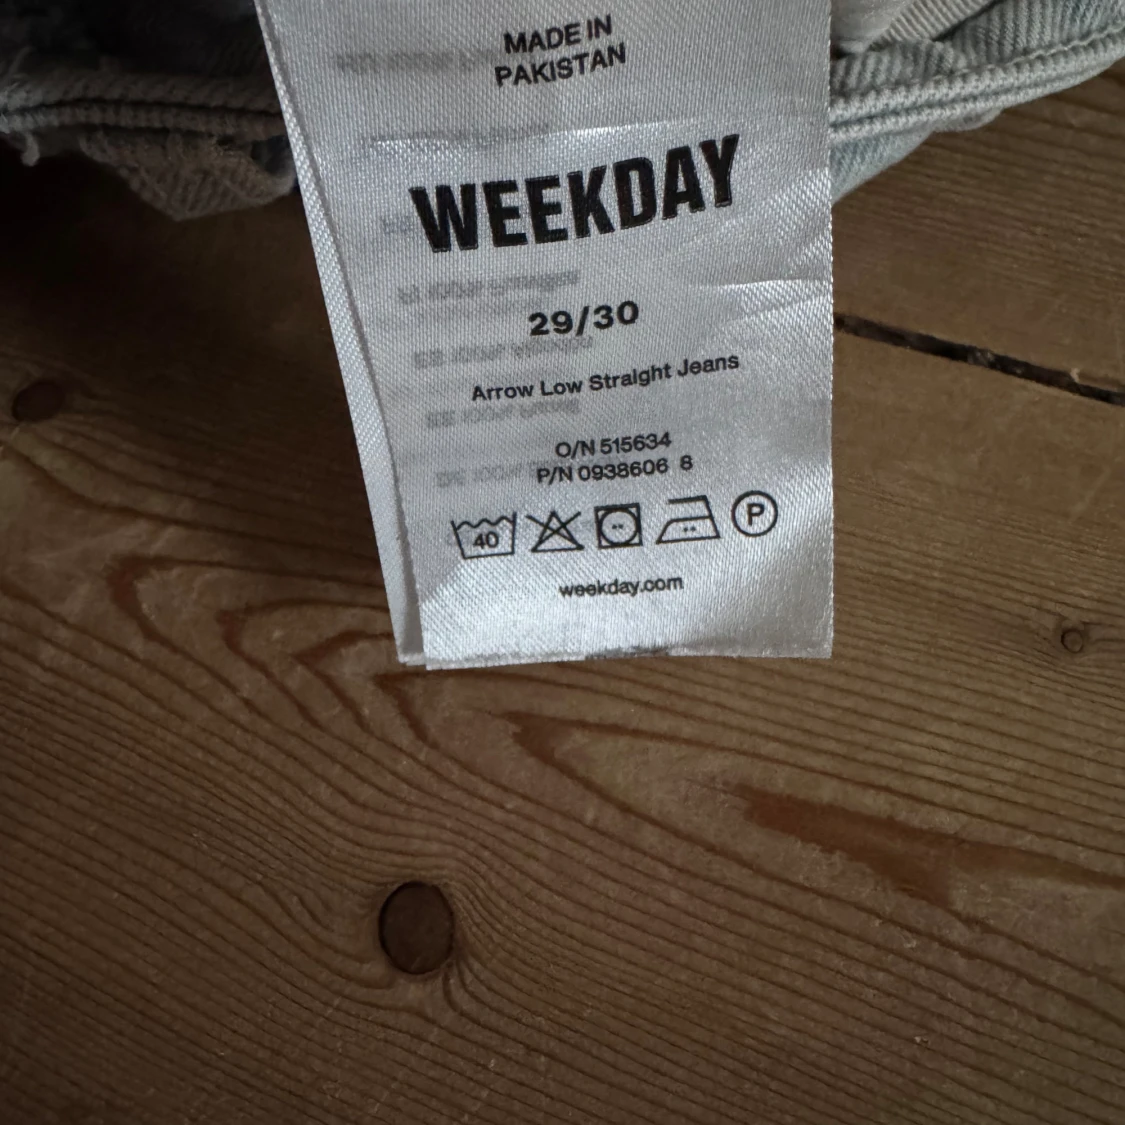 MADE IN
PAKISTAN
WEEKDAY
29/30
Arrow Low Straight Jeans
O/N 515634
P/N 0938606 8
40
P
weekday.com